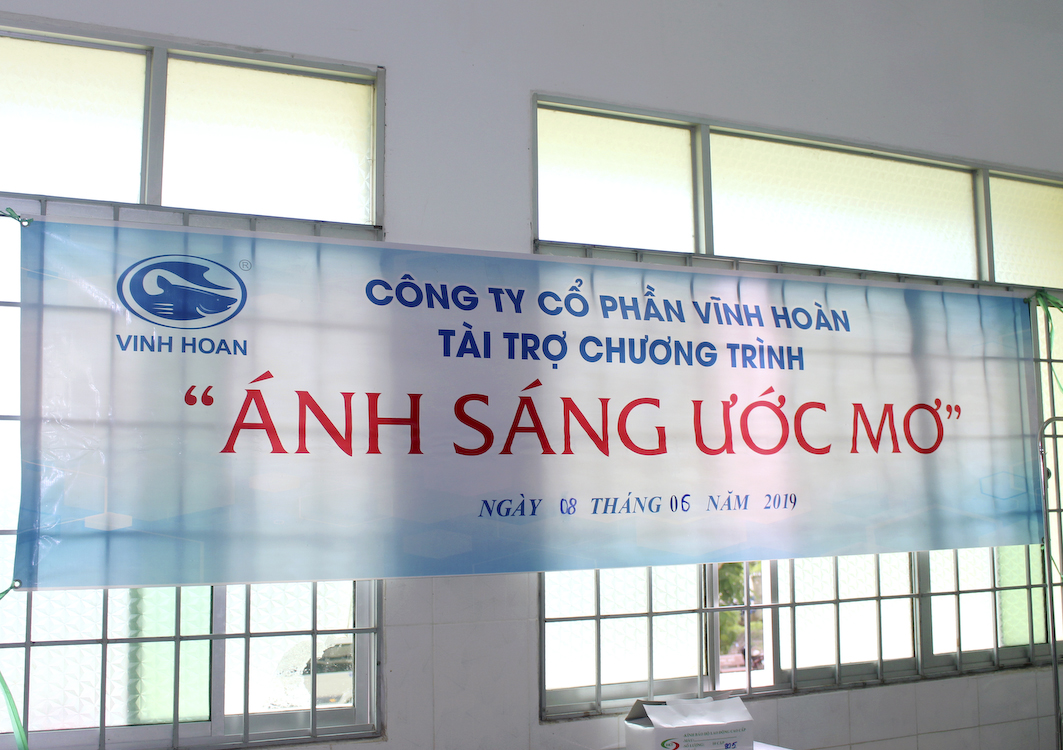 ®
VINH HOAN
CÔNG TY CỔ PHẦN VĨNH HOÀN
TÀI TRỢ CHƯƠNG TRÌNH
“ÁNH SÁNG ƯỚC MƠ”
NGÀY 08 THÁNG 06 NĂM 2019